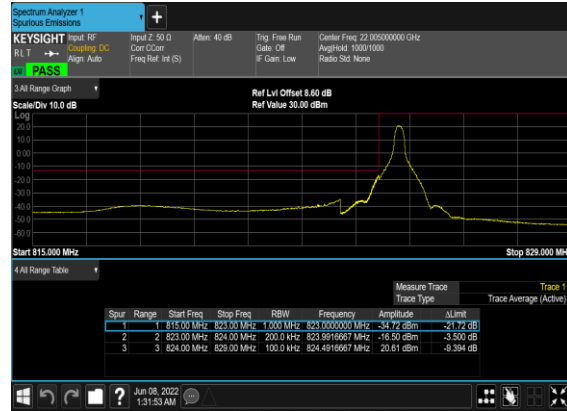 Spectrum Analyzer 1
Spurious Emissions
KEYSIGHT Input: RF Input Z: 50 Ω Atten: 40 dB Trig: Free Run Center Freq: 22.005000000 GHz
RLT Coupling: DC Corr CCorr Gate: Off Avg|Hold: 1000/1000
Align: Auto Freq Ref: Int (S) IF Gain: Low Radio Std: None
PASS
3 All Range Graph
Ref Lvl Offset 8.60 dB
Scale/Div 10.0 dB Ref Value 30.00 dBm
Log
20.0
10.0
0.00
-10.0
-20.0
-30.0
-40.0
-50.0
-60.0
Start 815.000 MHz Stop 829.000 MH
4 All Range Table
Measure Trace Trace 1
Trace Type Trace Average (Active)
Spur Range Start Freq Stop Freq RBW Frequency Amplitude ΔLimit
1 1 815.00 MHz 823.00 MHz 1.000 MHz 823.0000000 MHz -34.72 dBm -21.72 dB
2 2 823.00 MHz 824.00 MHz 200.0 kHz 823.9916667 MHz -16.50 dBm -3.500 dB
3 3 824.00 MHz 829.00 MHz 100.0 kHz 824.4916667 MHz 20.61 dBm -9.394 dB
? Jun 08, 2022
1:31:53 AM